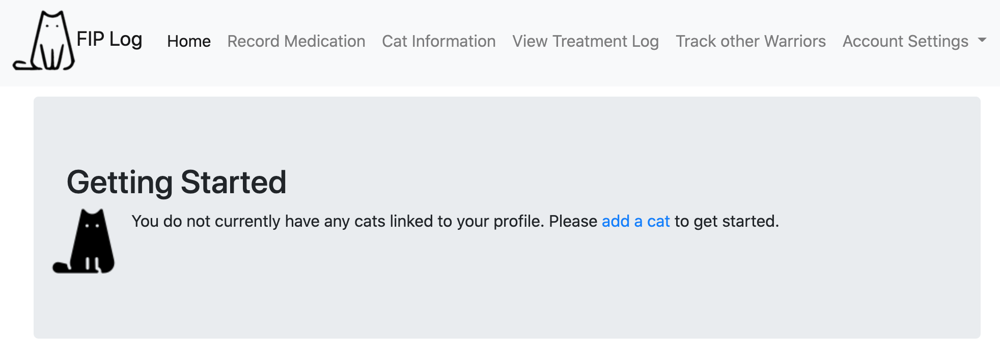 FIP Log Home Record Medication Cat Information View Treatment Log Track other Warriors Account Settings
Getting Started
You do not currently have any cats linked to your profile. Please add a cat to get started.